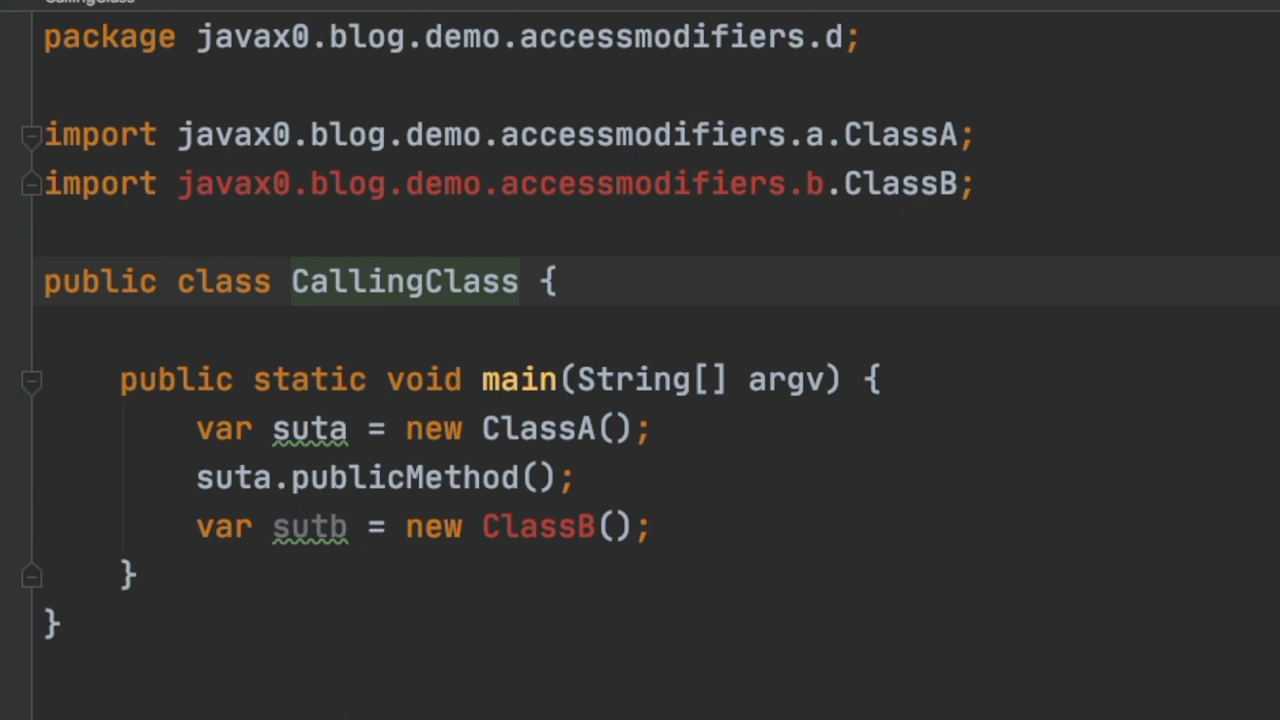 CallingClass
package javax0.blog.demo.accessmodifiers.d;
import javax0.blog.demo.accessmodifiers.a.ClassA;
import javax0.blog.demo.accessmodifiers.b.ClassB;
public class CallingClass {
public static void main(String[] argv) {
var suta = new ClassA();
suta.publicMethod();
var sutb = new ClassB();
}
}